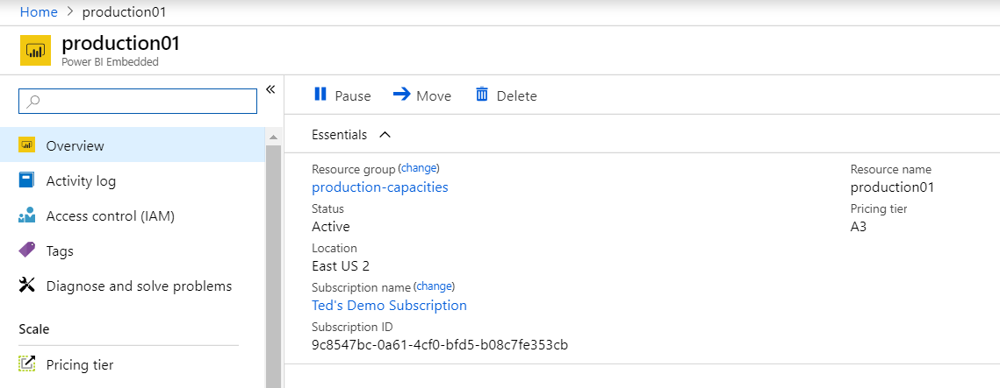 Home > production01
production01
Power BI Embedded
«
Overview
Activity log
Access control (IAM)
Tags
Diagnose and solve problems
Scale
Pricing tier
Pause Move Delete
Essentials
Resource group (change)
production-capacities
Status
Active
Location
East US 2
Subscription name (change)
Ted's Demo Subscription
Subscription ID
9c8547bc-0a61-4cf0-bfd5-b08c7fe353cb
Resource name
production01
Pricing tier
A3